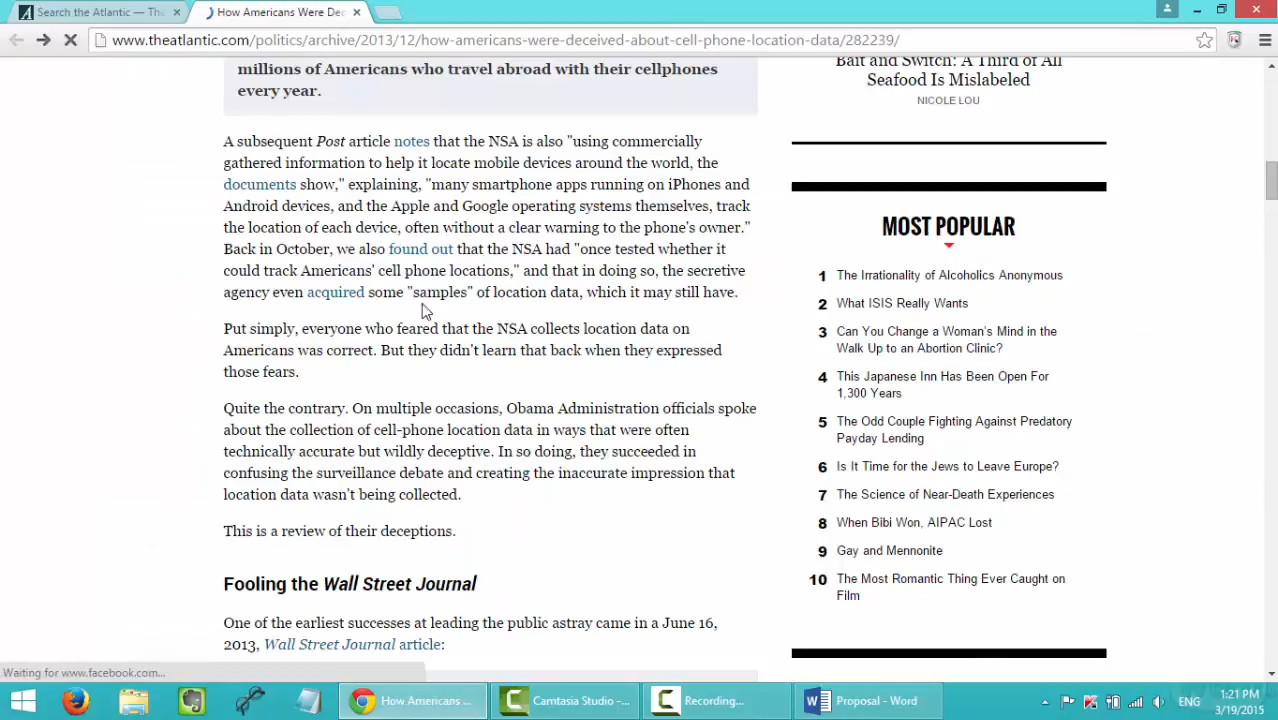 Search the Atlantic — The
How Americans Were Dec
www.theatlantic.com/politics/archive/2013/12/how-americans-were-deceived-about-cell-phone-location-data/282239/
millions of Americans who travel abroad with their cellphones
every year.
A subsequent Post article notes that the NSA is also "using commercially
gathered information to help it locate mobile devices around the world, the
documents show," explaining, "many smartphone apps running on iPhones and
Android devices, and the Apple and Google operating systems themselves, track
the location of each device, often without a clear warning to the phone's owner."
Back in October, we also found out that the NSA had "once tested whether it
could track Americans' cell phone locations," and that in doing so, the secretive
agency even acquired some "samples" of location data, which it may still have.
Put simply, everyone who feared that the NSA collects location data on
Americans was correct. But they didn't learn that back when they expressed
those fears.
Quite the contrary. On multiple occasions, Obama Administration officials spoke
about the collection of cell-phone location data in ways that were often
technically accurate but wildly deceptive. In so doing, they succeeded in
confusing the surveillance debate and creating the inaccurate impression that
location data wasn't being collected.
This is a review of their deceptions.
Fooling the Wall Street Journal
One of the earliest successes at leading the public astray came in a June 16,
2013, Wall Street Journal article:
Bait and Switch: A Third of All
Seafood Is Mislabeled
NICOLE LOU
MOST POPULAR
1 The Irrationality of Alcoholics Anonymous
2 What ISIS Really Wants
3 Can You Change a Woman's Mind in the
Walk Up to an Abortion Clinic?
4 This Japanese Inn Has Been Open For
1,300 Years
5 The Odd Couple Fighting Against Predatory
Payday Lending
6 Is It Time for the Jews to Leave Europe?
7 The Science of Near-Death Experiences
8 When Bibi Won, AIPAC Lost
9 Gay and Mennonite
10 The Most Romantic Thing Ever Caught on
Film
Waiting for www.facebook.com...
How Americans ...
Camtasia Studio -...
Recording...
Proposal - Word
ENG
1:21 PM
3/19/2015